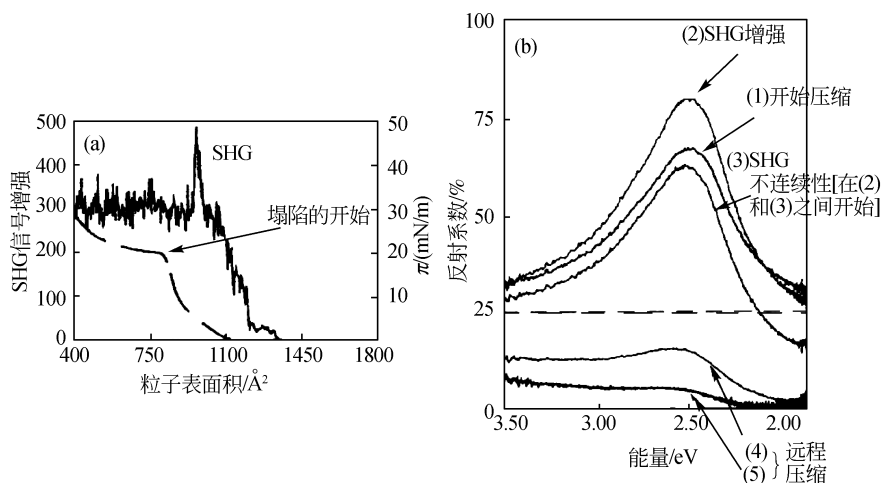 (a)
SHG
塌陷的开始
SHG信号增强
500
400
300
200
100
0
50
40
30
20
10
π/(mN/m)
400
750
1100
1450
1800
粒子表面积/Å²
(b)
(2)SHG增强
(1)开始压缩
(3)SHG
不连续性[在(2)
和(3)之间开始]
反射系数/%
100
75
50
25
0
3.50
3.00
2.50
2.00
能量/eV
(4)
(5)
远程
压缩